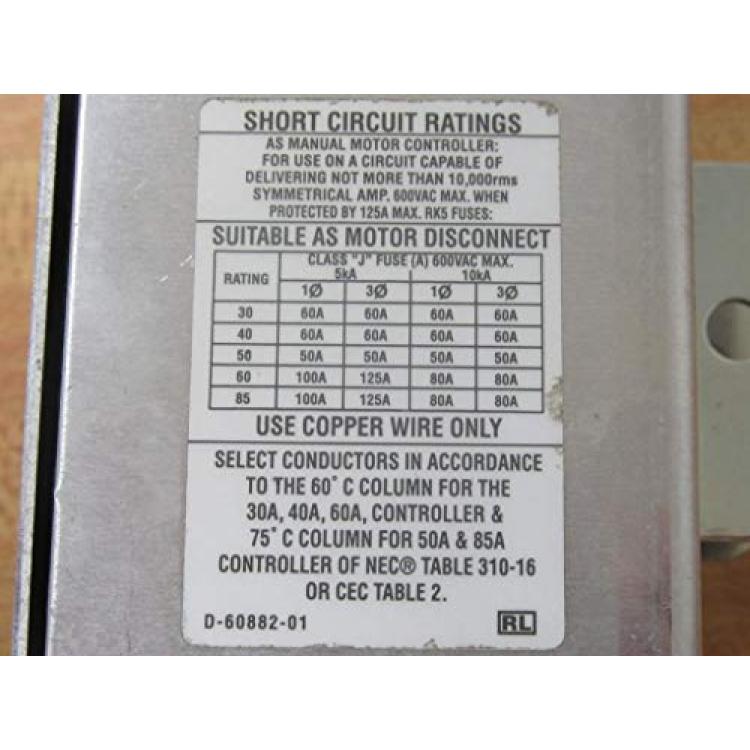 SHORT CIRCUIT RATINGS
AS MANUAL MOTOR CONTROLLER:
FOR USE ON A CIRCUIT CAPABLE OF
DELIVERING NOT MORE THAN 10,000rms
SYMMETRICAL AMP. 600VAC MAX. WHEN
PROTECTED BY 125A MAX. RK5 FUSES:
SUITABLE AS MOTOR DISCONNECT
RATING CLASS "J" FUSE (A) 600VAC MAX.
5kA 10kA
1Ø 3Ø 1Ø 3Ø
30 60A 60A 60A 60A
40 60A 60A 60A 60A
50 50A 50A 50A 50A
60 100A 125A 80A 80A
85 100A 125A 80A 80A
USE COPPER WIRE ONLY
SELECT CONDUCTORS IN ACCORDANCE
TO THE 60° C COLUMN FOR THE
30A, 40A, 60A, CONTROLLER &
75° C COLUMN FOR 50A & 85A
CONTROLLER OF NEC® TABLE 310-16
OR CEC TABLE 2.
D-60882-01 RL